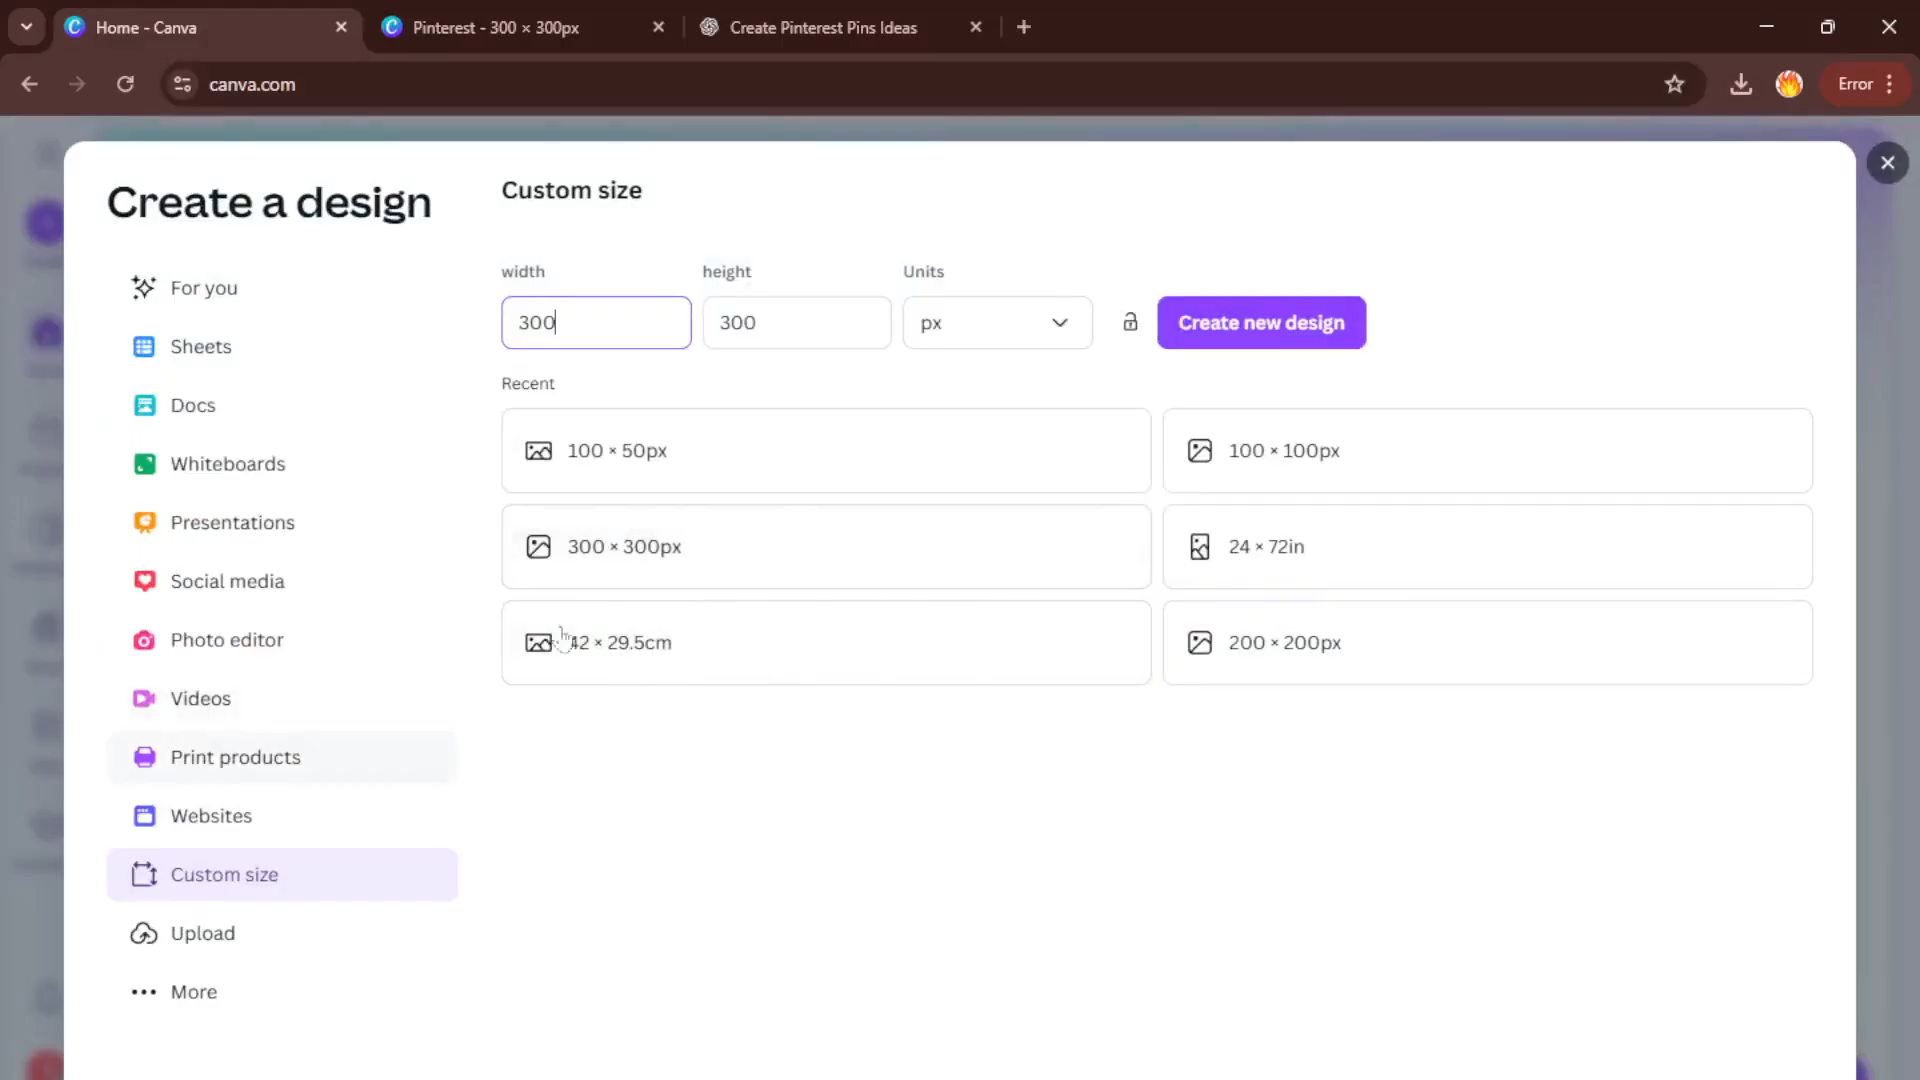 Home - Canva
Pinterest - 300 × 300px
Create Pinterest Pins Ideas
canva.com
Error
Create a design
For you
Sheets
Docs
Whiteboards
Presentations
Social media
Photo editor
Videos
Print products
Websites
Custom size
Upload
More
Custom size
width
height
Units
300
300
px
Create new design
Recent
100 × 50px
100 × 100px
300 × 300px
24 × 72in
42 × 29.5cm
200 × 200px